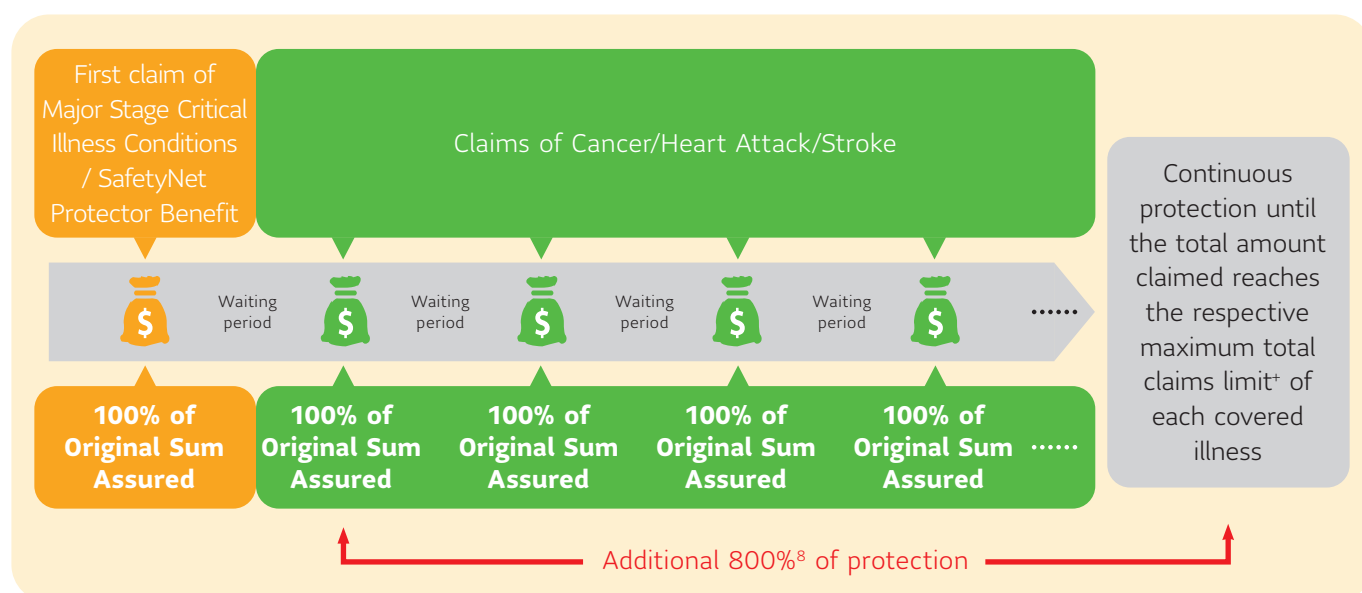 First claim of
Major Stage Critical
Illness Conditions
/ SafetyNet
Protector Benefit
Claims of Cancer/Heart Attack/Stroke
$
Waiting
period
$
Waiting
period
$
Waiting
period
$
Waiting
period
$
······
100% of
Original Sum
Assured
100% of
Original Sum
Assured
100% of
Original Sum
Assured
100% of
Original Sum
Assured
100% of
Original Sum
Assured
······
Continuous
protection until
the total amount
claimed reaches
the respective
maximum total
claims limit⁺ of
each covered
illness
Additional 800%⁸ of protection